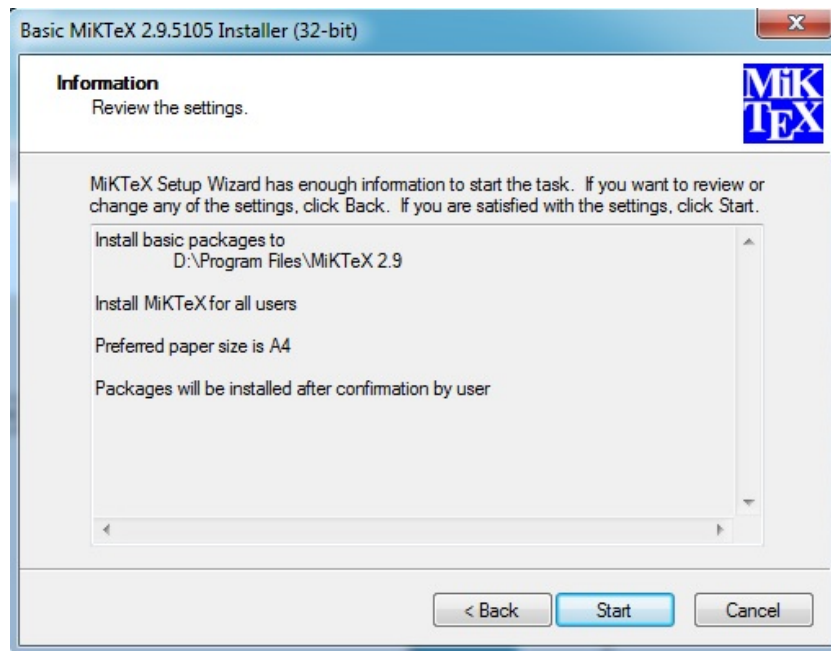 Basic MiKTeX 2.9.5105 Installer (32-bit)
Information
Review the settings.
MiK
TEX
MiKTeX Setup Wizard has enough information to start the task. If you want to review or
change any of the settings, click Back. If you are satisfied with the settings, click Start.
Install basic packages to
D:\Program Files\MiKTeX 2.9
Install MiKTeX for all users
Preferred paper size is A4
Packages will be installed after confirmation by user
< Back
Start
Cancel